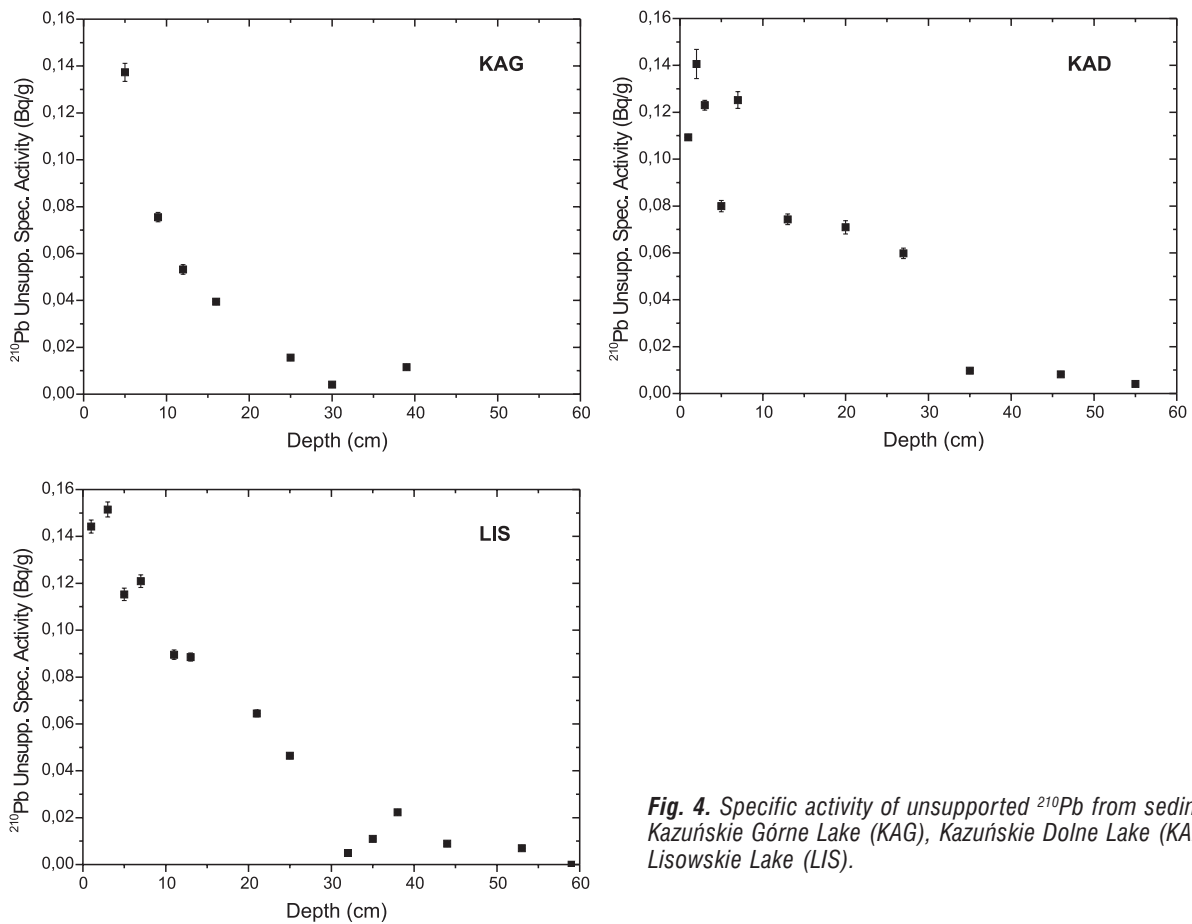 0,16
0,14
0,12
0,10
0,08
0,06
0,04
0,02
0,00
²¹⁰Pb Unsupp. Spec. Activity (Bq/g)
KAG
0 10 20 30 40 50 60
Depth (cm)
0,16
0,14
0,12
0,10
0,08
0,06
0,04
0,02
0,00
²¹⁰Pb Unsupp. Spec. Activity (Bq/g)
KAD
0 10 20 30 40 50 60
Depth (cm)
0,16
0,14
0,12
0,10
0,08
0,06
0,04
0,02
0,00
²¹⁰Pb Unsupp. Spec. Activity (Bq/g)
LIS
0 10 20 30 40 50 60
Depth (cm)
Fig. 4. Specific activity of unsupported ²¹⁰Pb from sedim
Kazuńskie Górne Lake (KAG), Kazuńskie Dolne Lake (KA
Lisowskie Lake (LIS).